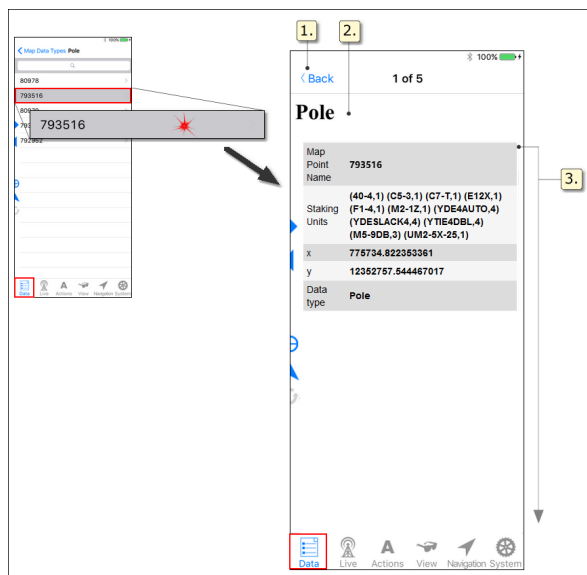 1.
2.
100%
Map Data Types Pole
80978
793516
793516
Data Live Actions View Navigation System
100%
Back 1 of 5
Pole
3.
Map Point Name 793516
(40-4,1) (C5-3,1) (C7-T,1) (E12X,1)
Staking Units (F1-4,1) (M2-1Z,1) (YDE4AUTO,4)
(YDESLACK4,4) (YTIE4DBL,4)
(M5-9DB,3) (UM2-5X-25,1)
x 775734.822353361
y 12352757.544467017
Data type Pole
Data Live Actions View Navigation System